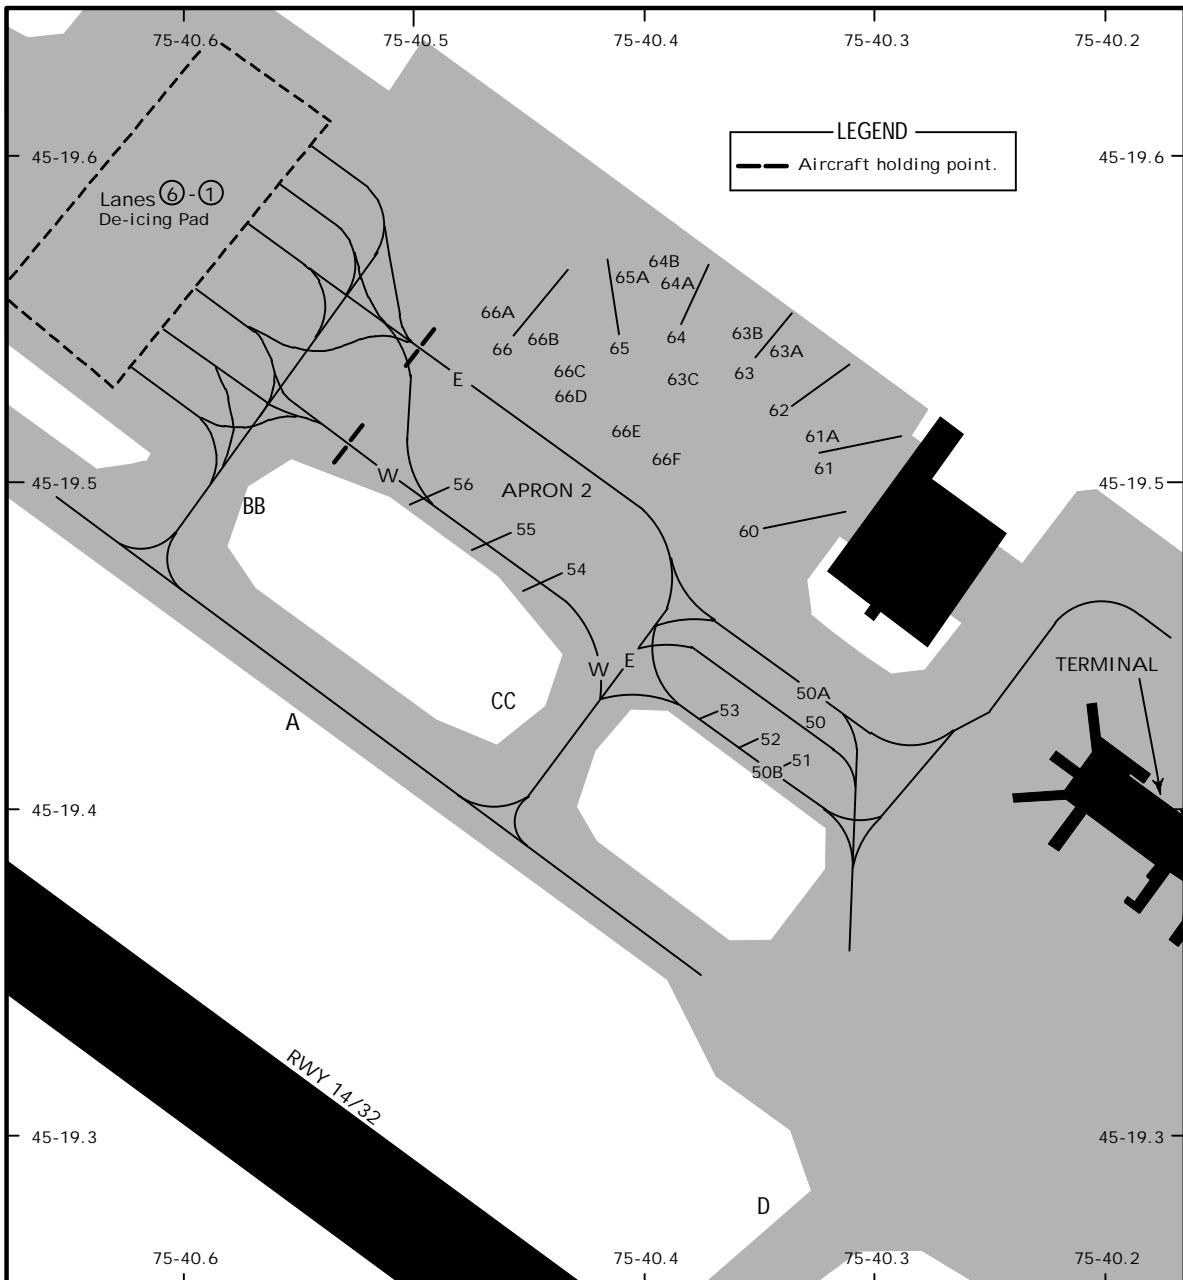 75-40.6 75-40.5 75-40.4 75-40.3 75-40.2
LEGEND
Aircraft holding point.
45-19.6 45-19.6
Lanes 6 - 1
De-icing Pad
64B
65A
64A
66A
63B
66B
64
66 65
63A
66C
63
E
63C
66D
62
66E
61A
66F
61
W
56
45-19.5 APRON 2 45-19.5
BB
55
60
54
E
W
TERMINAL
50A
CC
53
50
A
52
51
50B
45-19.4
RWY 14/32
45-19.3 45-19.3
D
75-40.6 75-40.4 75-40.3 75-40.2